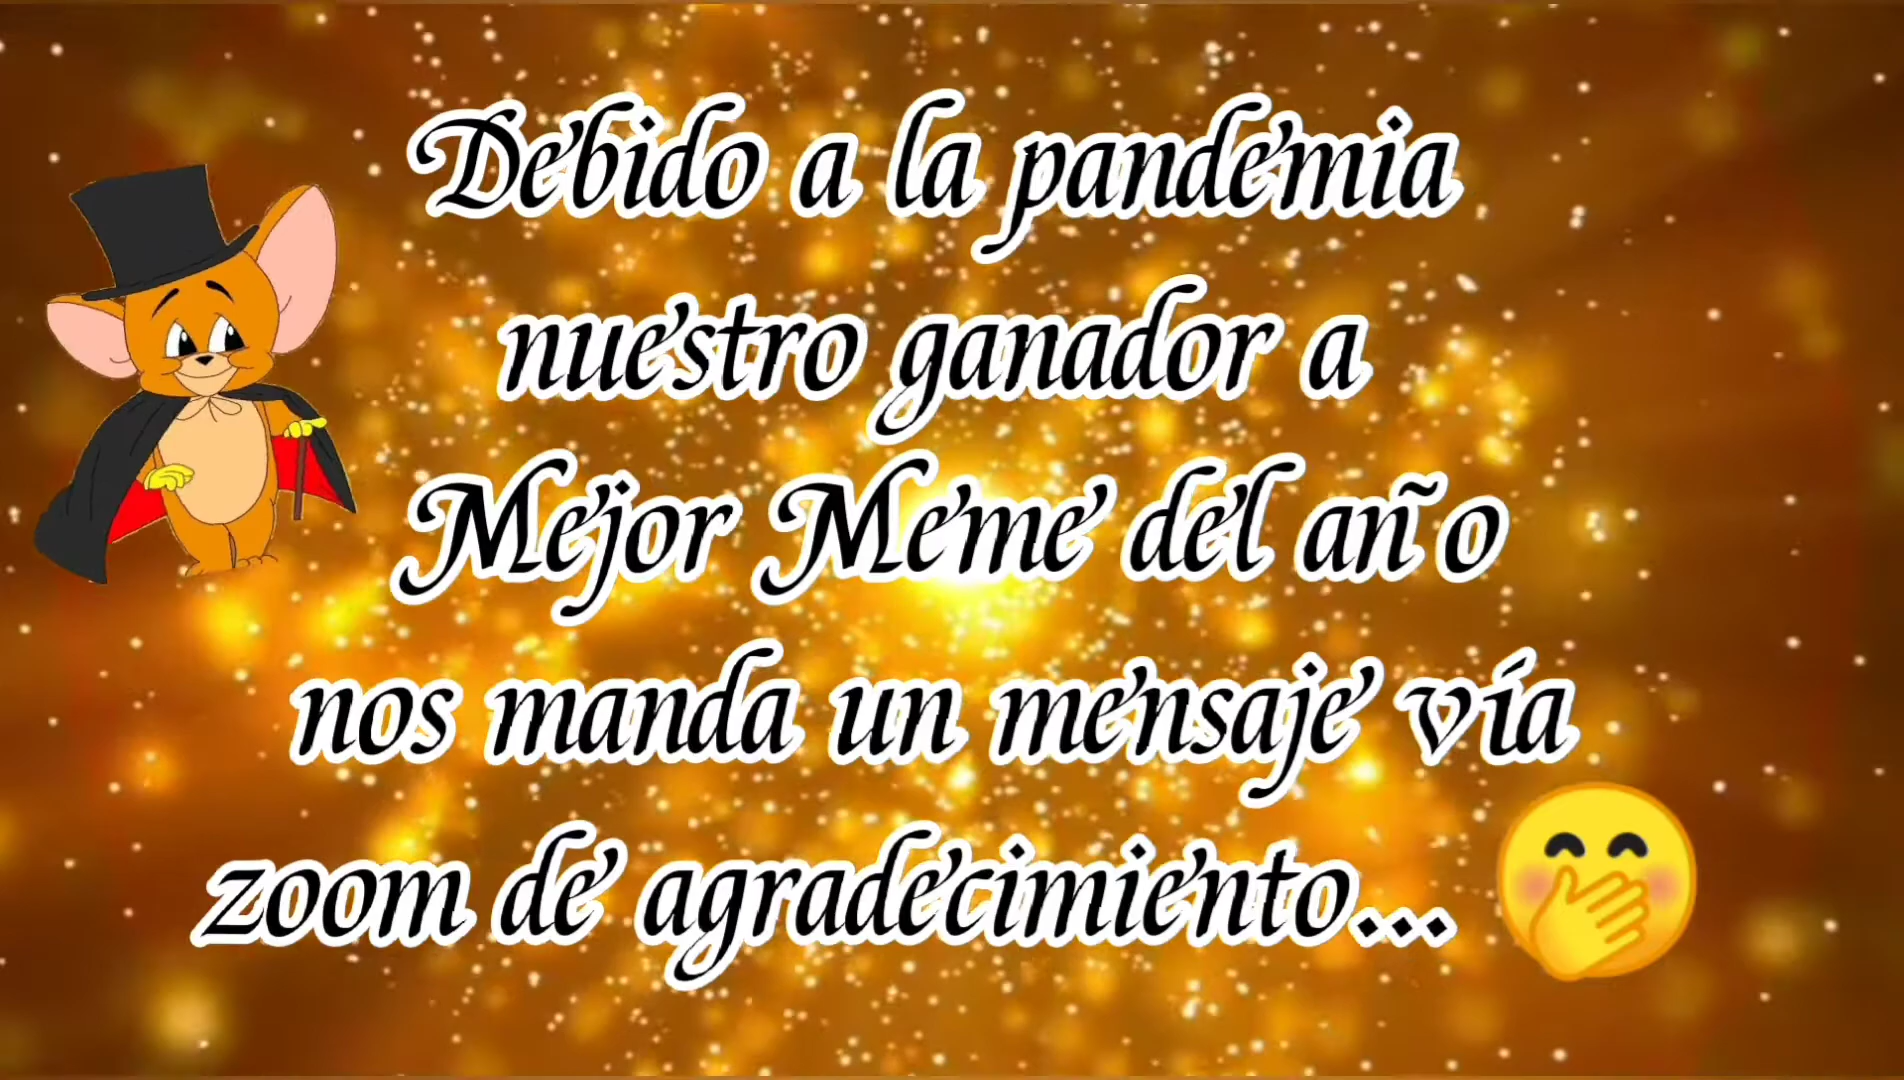 Debido a la pandemia
nuestro ganador a
Mejor Meme del año
nos manda un mensaje vía
zoom de agradecimiento...